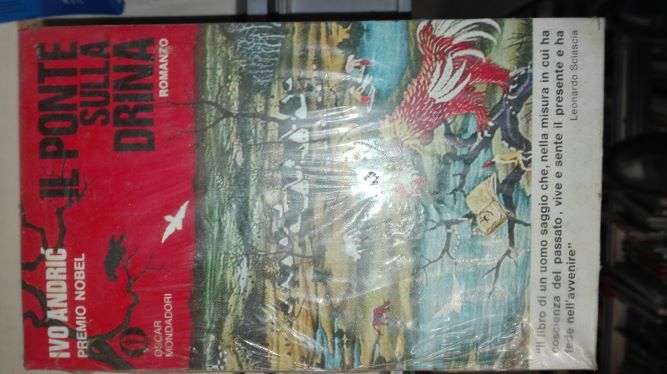 IVO ANDRIĆ
PREMIO NOBEL
IL PONTE
SULLA
DRINA
ROMANZO
OSCAR
MONDADORI
“Il libro di un uomo saggio che, nella misura in cui ha
coscienza del passato, vive e sente il presente e ha
fede nell'avvenire”
Leonardo Sciascia